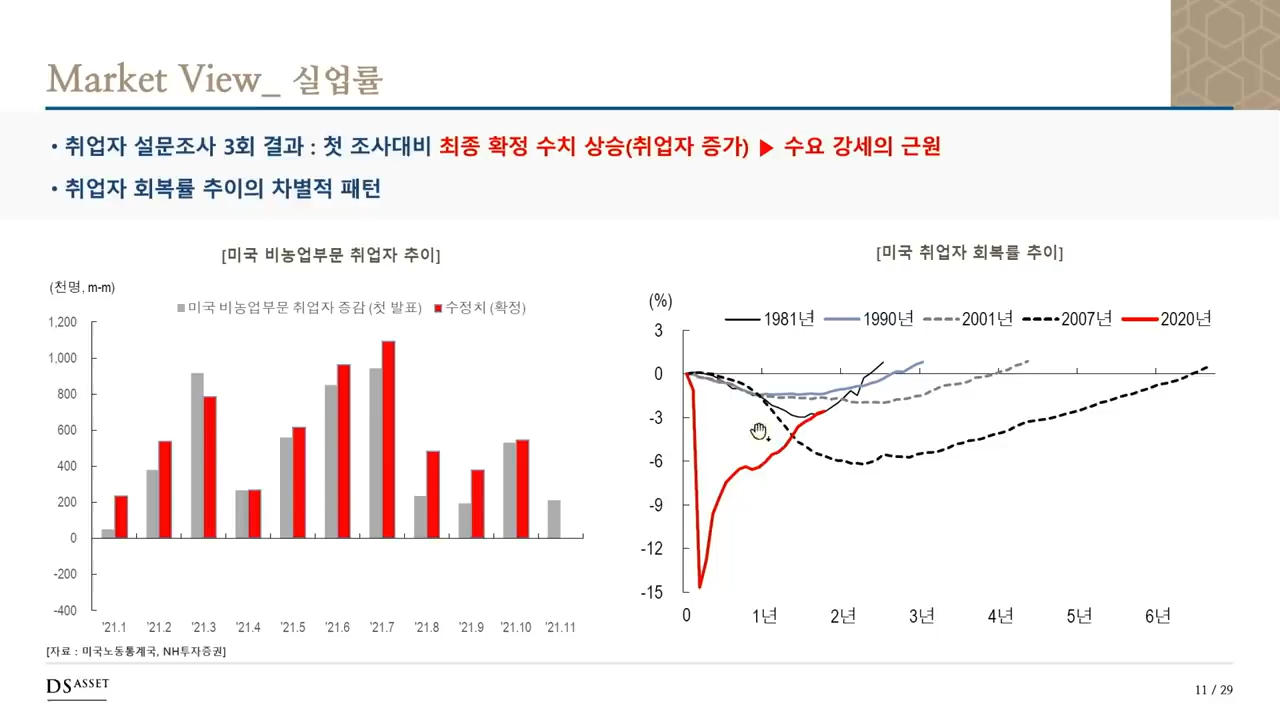 Market View_ 실업률
• 취업자 설문조사 3회 결과 : 첫 조사대비 최종 확정 수치 상승(취업자 증가) ▶ 수요 강세의 근원
• 취업자 회복률 추이의 차별적 패턴
[미국 비농업부문 취업자 추이]
(천명, m-m)
미국 비농업부문 취업자 증감 (첫 발표) 수정치 (확정)
1,200
1,000
800
600
400
200
0
-200
-400
'21.1 '21.2 '21.3 '21.4 '21.5 '21.6 '21.7 '21.8 '21.9 '21.10 '21.11
[자료 : 미국노동통계국, NH투자증권]
[미국 취업자 회복률 추이]
(%)
1981년 1990년 2001년 2007년 2020년
3
0
-3
-6
-9
-12
-15
0 1년 2년 3년 4년 5년 6년
DS ASSET
11 / 29